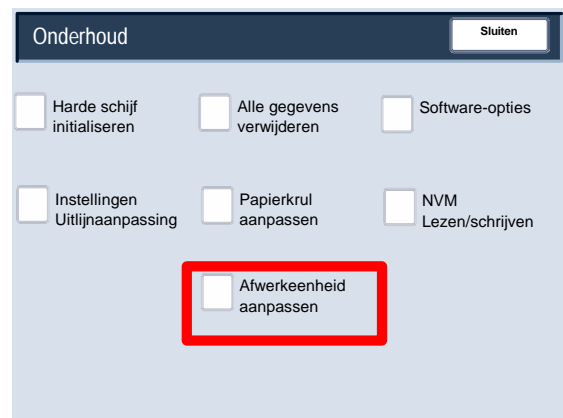 Onderhoud
Sluiten
Harde schijf
initialiseren
Alle gegevens
verwijderen
Software-opties
Instellingen
Uitlijnaanpassing
Papierkrul
aanpassen
NVM
Lezen/schrijven
Afwerkeenheid
aanpassen